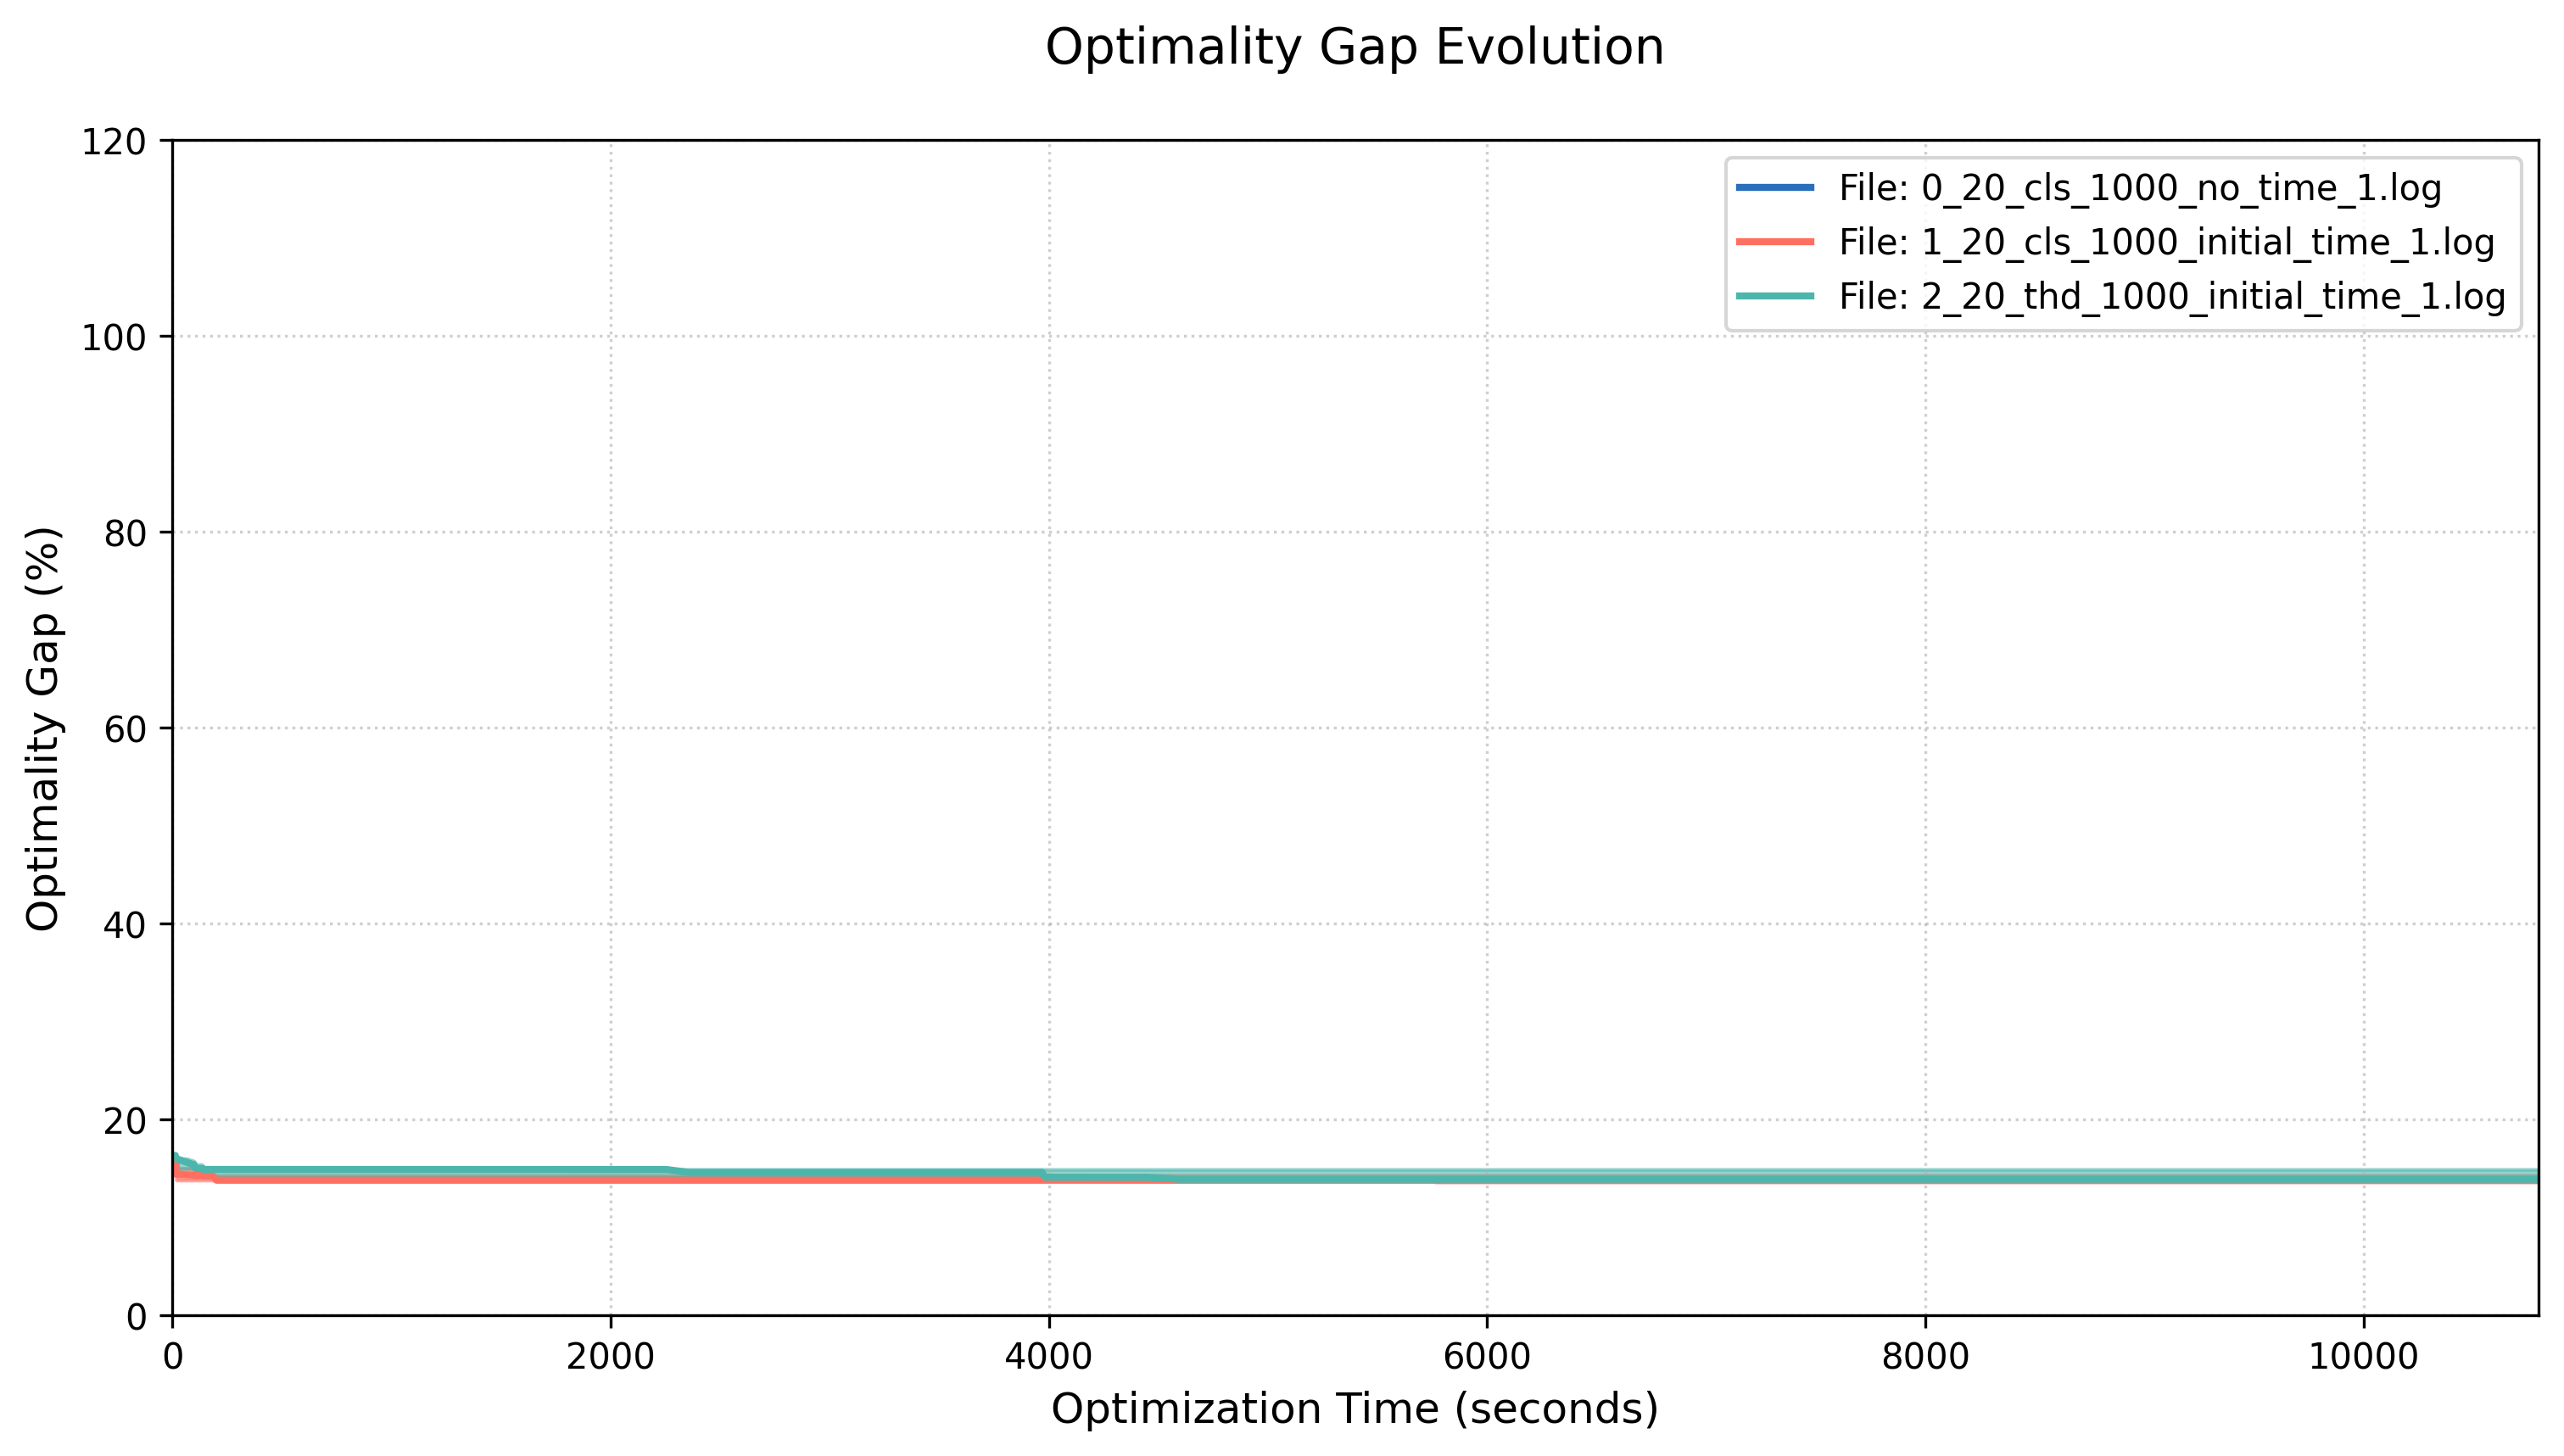 Optimality Gap Evolution
120
100
80
60
40
20
0
Optimality Gap (%)
File: 0_20_cls_1000_no_time_1.log
File: 1_20_cls_1000_initial_time_1.log
File: 2_20_thd_1000_initial_time_1.log
0 2000 4000 6000 8000 10000
Optimization Time (seconds)